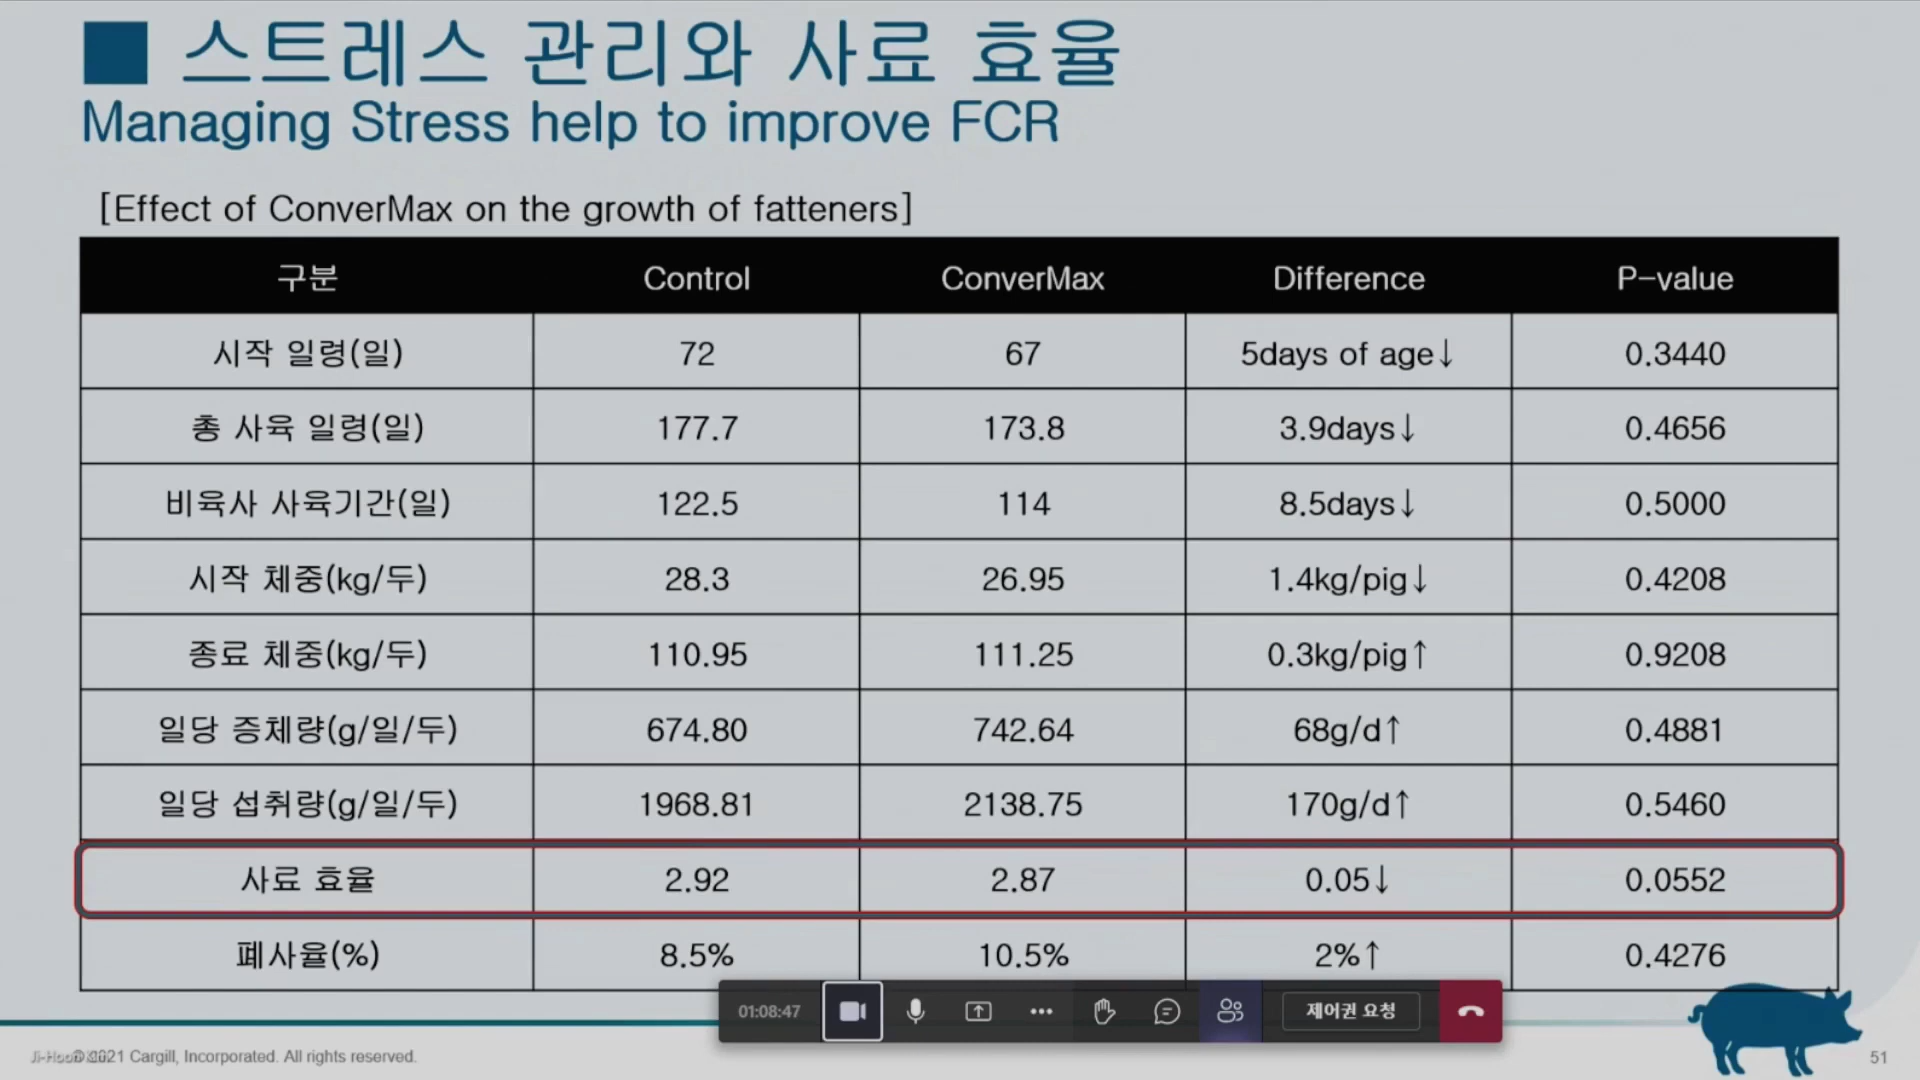 스트레스 관리와 사료 효율
Managing Stress help to improve FCR
[Effect of ConverMax on the growth of fatteners]
구분 Control ConverMax Difference P-value
시작 일령(일) 72 67 5days of age↓ 0.3440
총 사육 일령(일) 177.7 173.8 3.9days↓ 0.4656
비육사 사육기간(일) 122.5 114 8.5days↓ 0.5000
시작 체중(kg/두) 28.3 26.95 1.4kg/pig↓ 0.4208
종료 체중(kg/두) 110.95 111.25 0.3kg/pig↑ 0.9208
일당 증체량(g/일/두) 674.80 742.64 68g/d↑ 0.4881
일당 섭취량(g/일/두) 1968.81 2138.75 170g/d↑ 0.5460
사료 효율 2.92 2.87 0.05↓ 0.0552
폐사율(%) 8.5% 10.5% 2%↑ 0.4276
01:08:47 제어권 요청
2021 Cargill, Incorporated. All rights reserved.
51